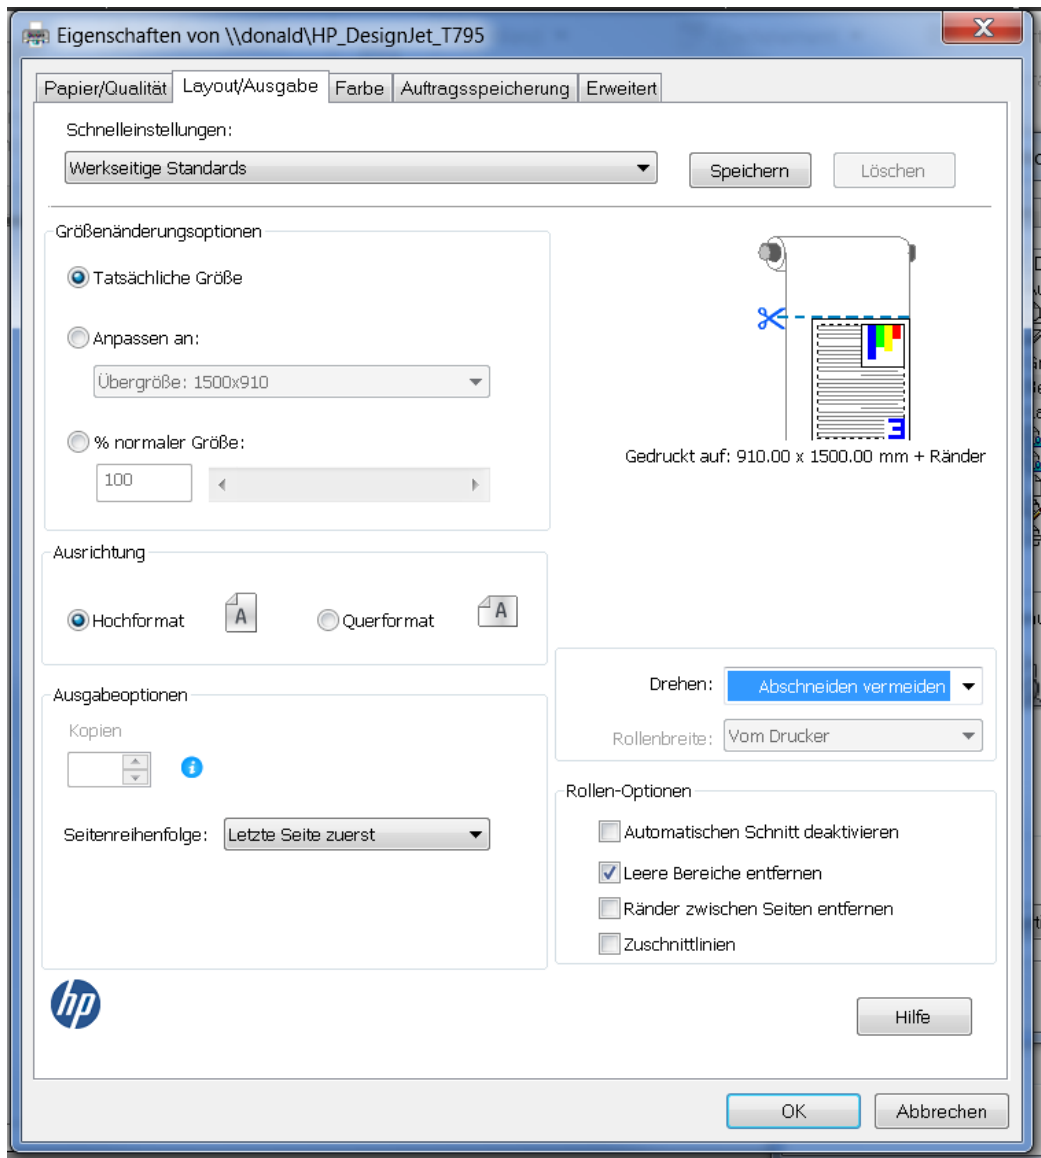 Eigenschaften von \\donald\HP_DesignJet_T795
X
Papier/Qualität Layout/Ausgabe Farbe Auftragsspeicherung Erweitert
Schnelleinstellungen:
Werkseitige Standards Speichern Löschen
Größenänderungsoptionen
Tatsächliche Größe
Anpassen an:
Übergröße: 1500x910
% normaler Größe:
100
3
Gedruckt auf: 910.00 x 1500.00 mm + Ränder
Ausrichtung
Hochformat A Querformat A
Drehen: Abschneiden vermeiden
Rollenbreite: Vom Drucker
Ausgabeoptionen
Kopien
i
Seitenreihenfolge: Letzte Seite zuerst
Rollen-Optionen
Automatischen Schnitt deaktivieren
Leere Bereiche entfernen
Ränder zwischen Seiten entfernen
Zuschnittlinien
hp
Hilfe
OK Abbrechen